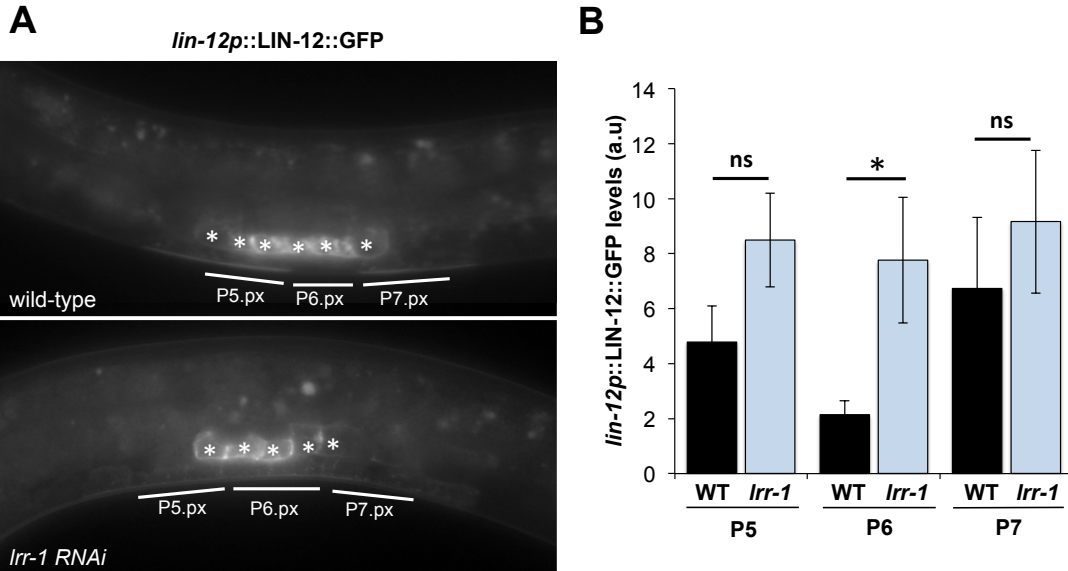 A
lin-12p::LIN-12::GFP
* * * * * *
P5.px P6.px P7.px
wild-type
* * * * *
P5.px P6.px P7.px
lrr-1 RNAi
B
lin-12p::LIN-12::GFP levels (a.u)
14
12
10
8
6
4
2
0
ns
*
ns
WT lrr-1 WT lrr-1 WT lrr-1
P5 P6 P7